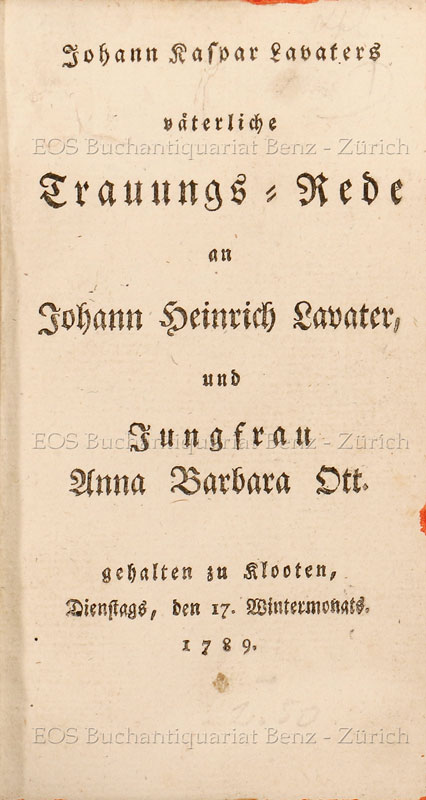 Johann Kaspar Lavaters
väterliche
EOS Buchantiquariat Benz - Zürich
Trauungs-Rede
an
Johann Heinrich Lavater,
und
Jungfrau
EOS Buchantiquariat Benz - Zürich
Anna Barbara Ott.
gehalten zu Klooten,
Dienstags, den 17. Wintermonats.
1789.
EOS Buchantiquariat Benz - Zürich